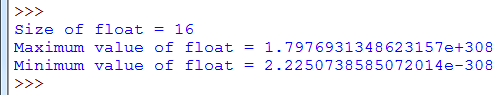 >>>
Size of float = 16
Maximum value of float = 1.7976931348623157e+308
Minimum value of float = 2.2250738585072014e-308
>>>